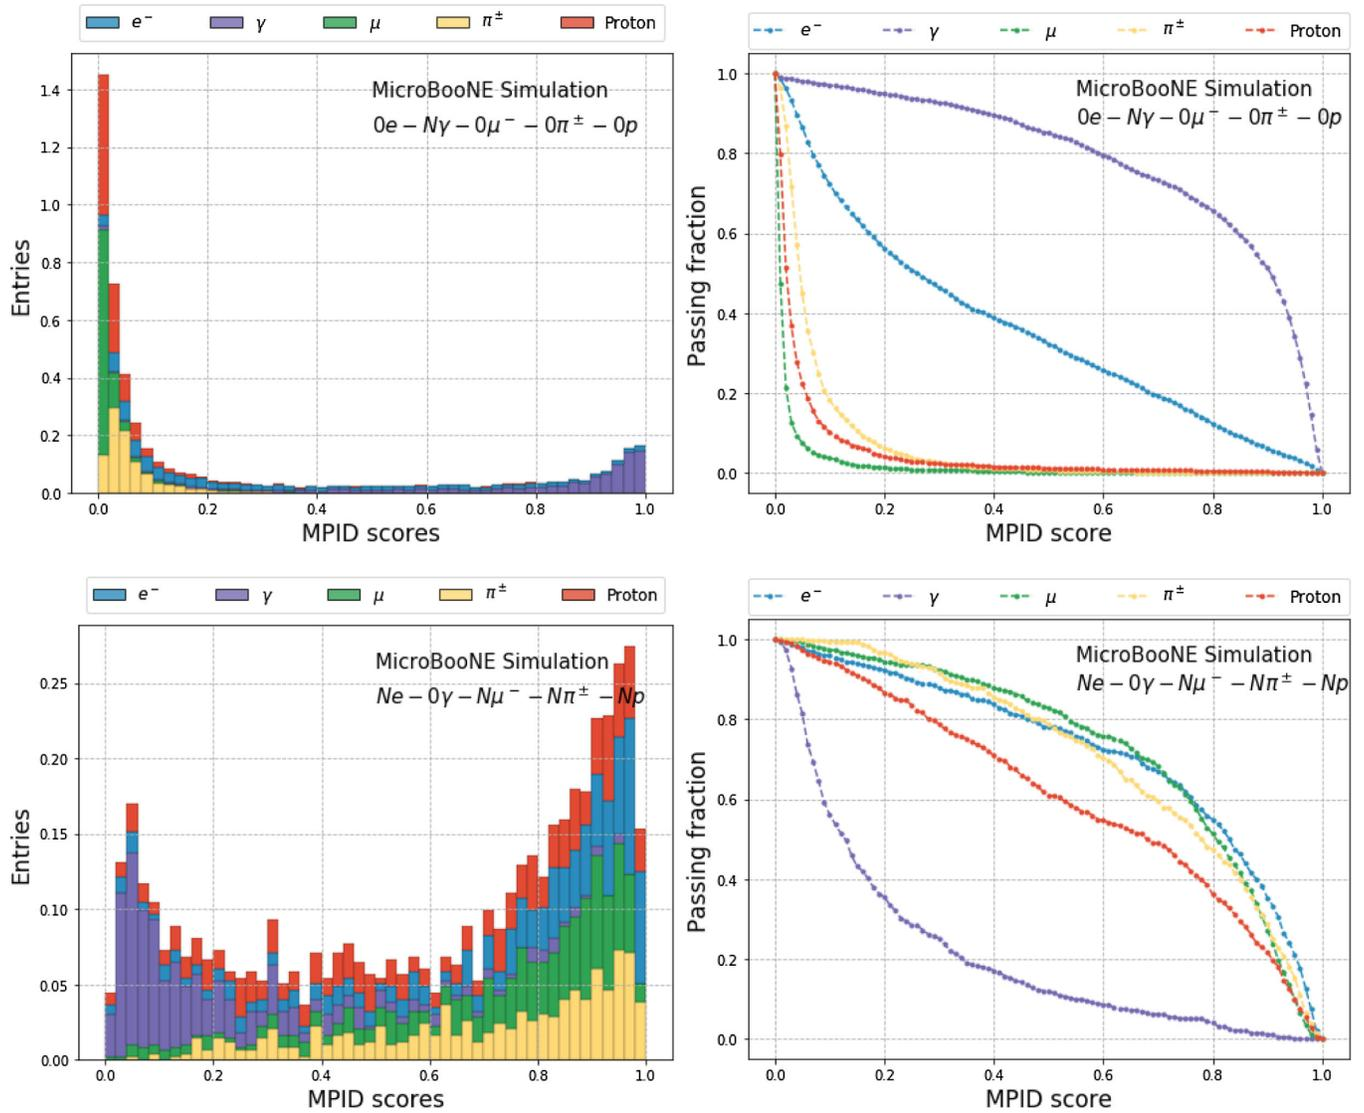 e⁻ γ μ π± Proton
MicroBooNE Simulation
0e − Nγ − 0μ⁻ − 0π± − 0p
Entries
1.4
1.2
1.0
0.8
0.6
0.4
0.2
0.0
0.0 0.2 0.4 0.6 0.8 1.0
MPID scores
e⁻ γ μ π± Proton
MicroBooNE Simulation
0e − Nγ − 0μ⁻ − 0π± − 0p
Passing fraction
1.0
0.8
0.6
0.4
0.2
0.0
0.0 0.2 0.4 0.6 0.8 1.0
MPID score
e⁻ γ μ π± Proton
MicroBooNE Simulation
Ne − 0γ − Nμ⁻ − Nπ± − Np
Entries
0.25
0.20
0.15
0.10
0.05
0.00
0.0 0.2 0.4 0.6 0.8 1.0
MPID scores
e⁻ γ μ π± Proton
MicroBooNE Simulation
Ne − 0γ − Nμ⁻ − Nπ± − Np
Passing fraction
1.0
0.8
0.6
0.4
0.2
0.0
0.0 0.2 0.4 0.6 0.8 1.0
MPID score